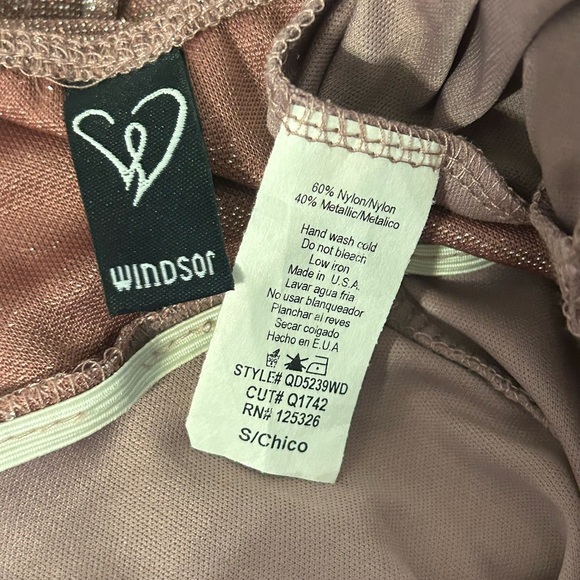 WINDSOR
60% Nylon/Nylon
40% Metallic/Metalico
Hand wash cold
Do not bleach
Low iron
Made in U.S.A.
Lavar agua fria
No usar blanqueador
Planchar al reves
Secar colgado
Hecho en E.U.A
STYLE# QD5239WD
CUT# Q1742
RN# 125326
S/Chico